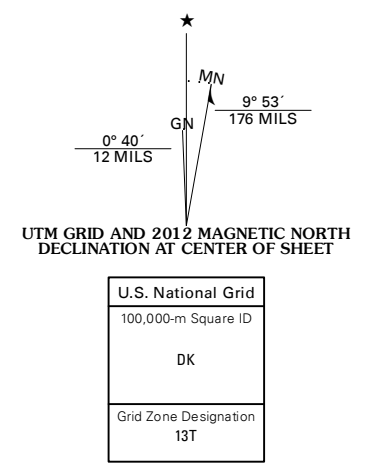 ★
MN
9° 53´
176 MILS
GN
0° 40´
12 MILS
UTM GRID AND 2012 MAGNETIC NORTH
DECLINATION AT CENTER OF SHEET
U.S. National Grid
100,000-m Square ID
DK
Grid Zone Designation
13T